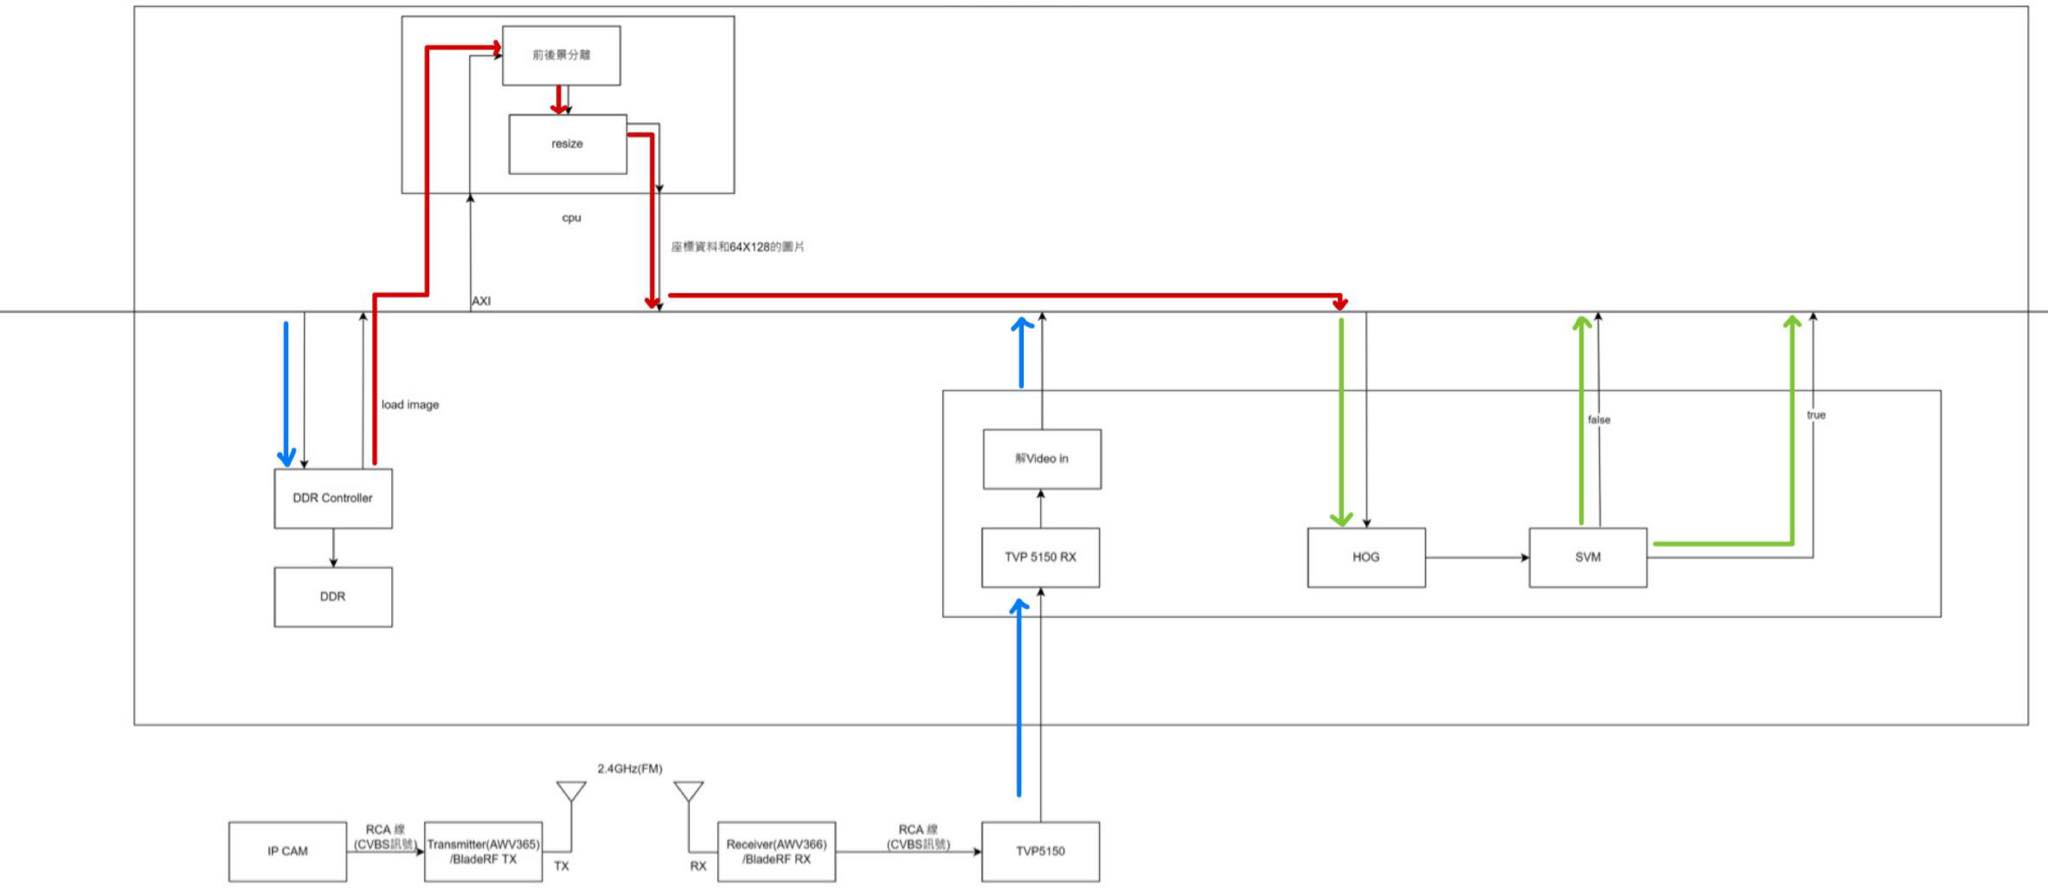 前後景分離
resize
cpu
座標資料和64X128的圖片
AXI
load image
false
true
解Video in
DDR Controller
TVP 5150 RX
HOG
SVM
DDR
2.4GHz(FM)
IP CAM
RCA 線
(CVBS訊號)
Transmitter(AWV365)
/BladeRF TX
TX
RX
Receiver(AWV366)
/BladeRF RX
RCA 線
(CVBS訊號)
TVP5150